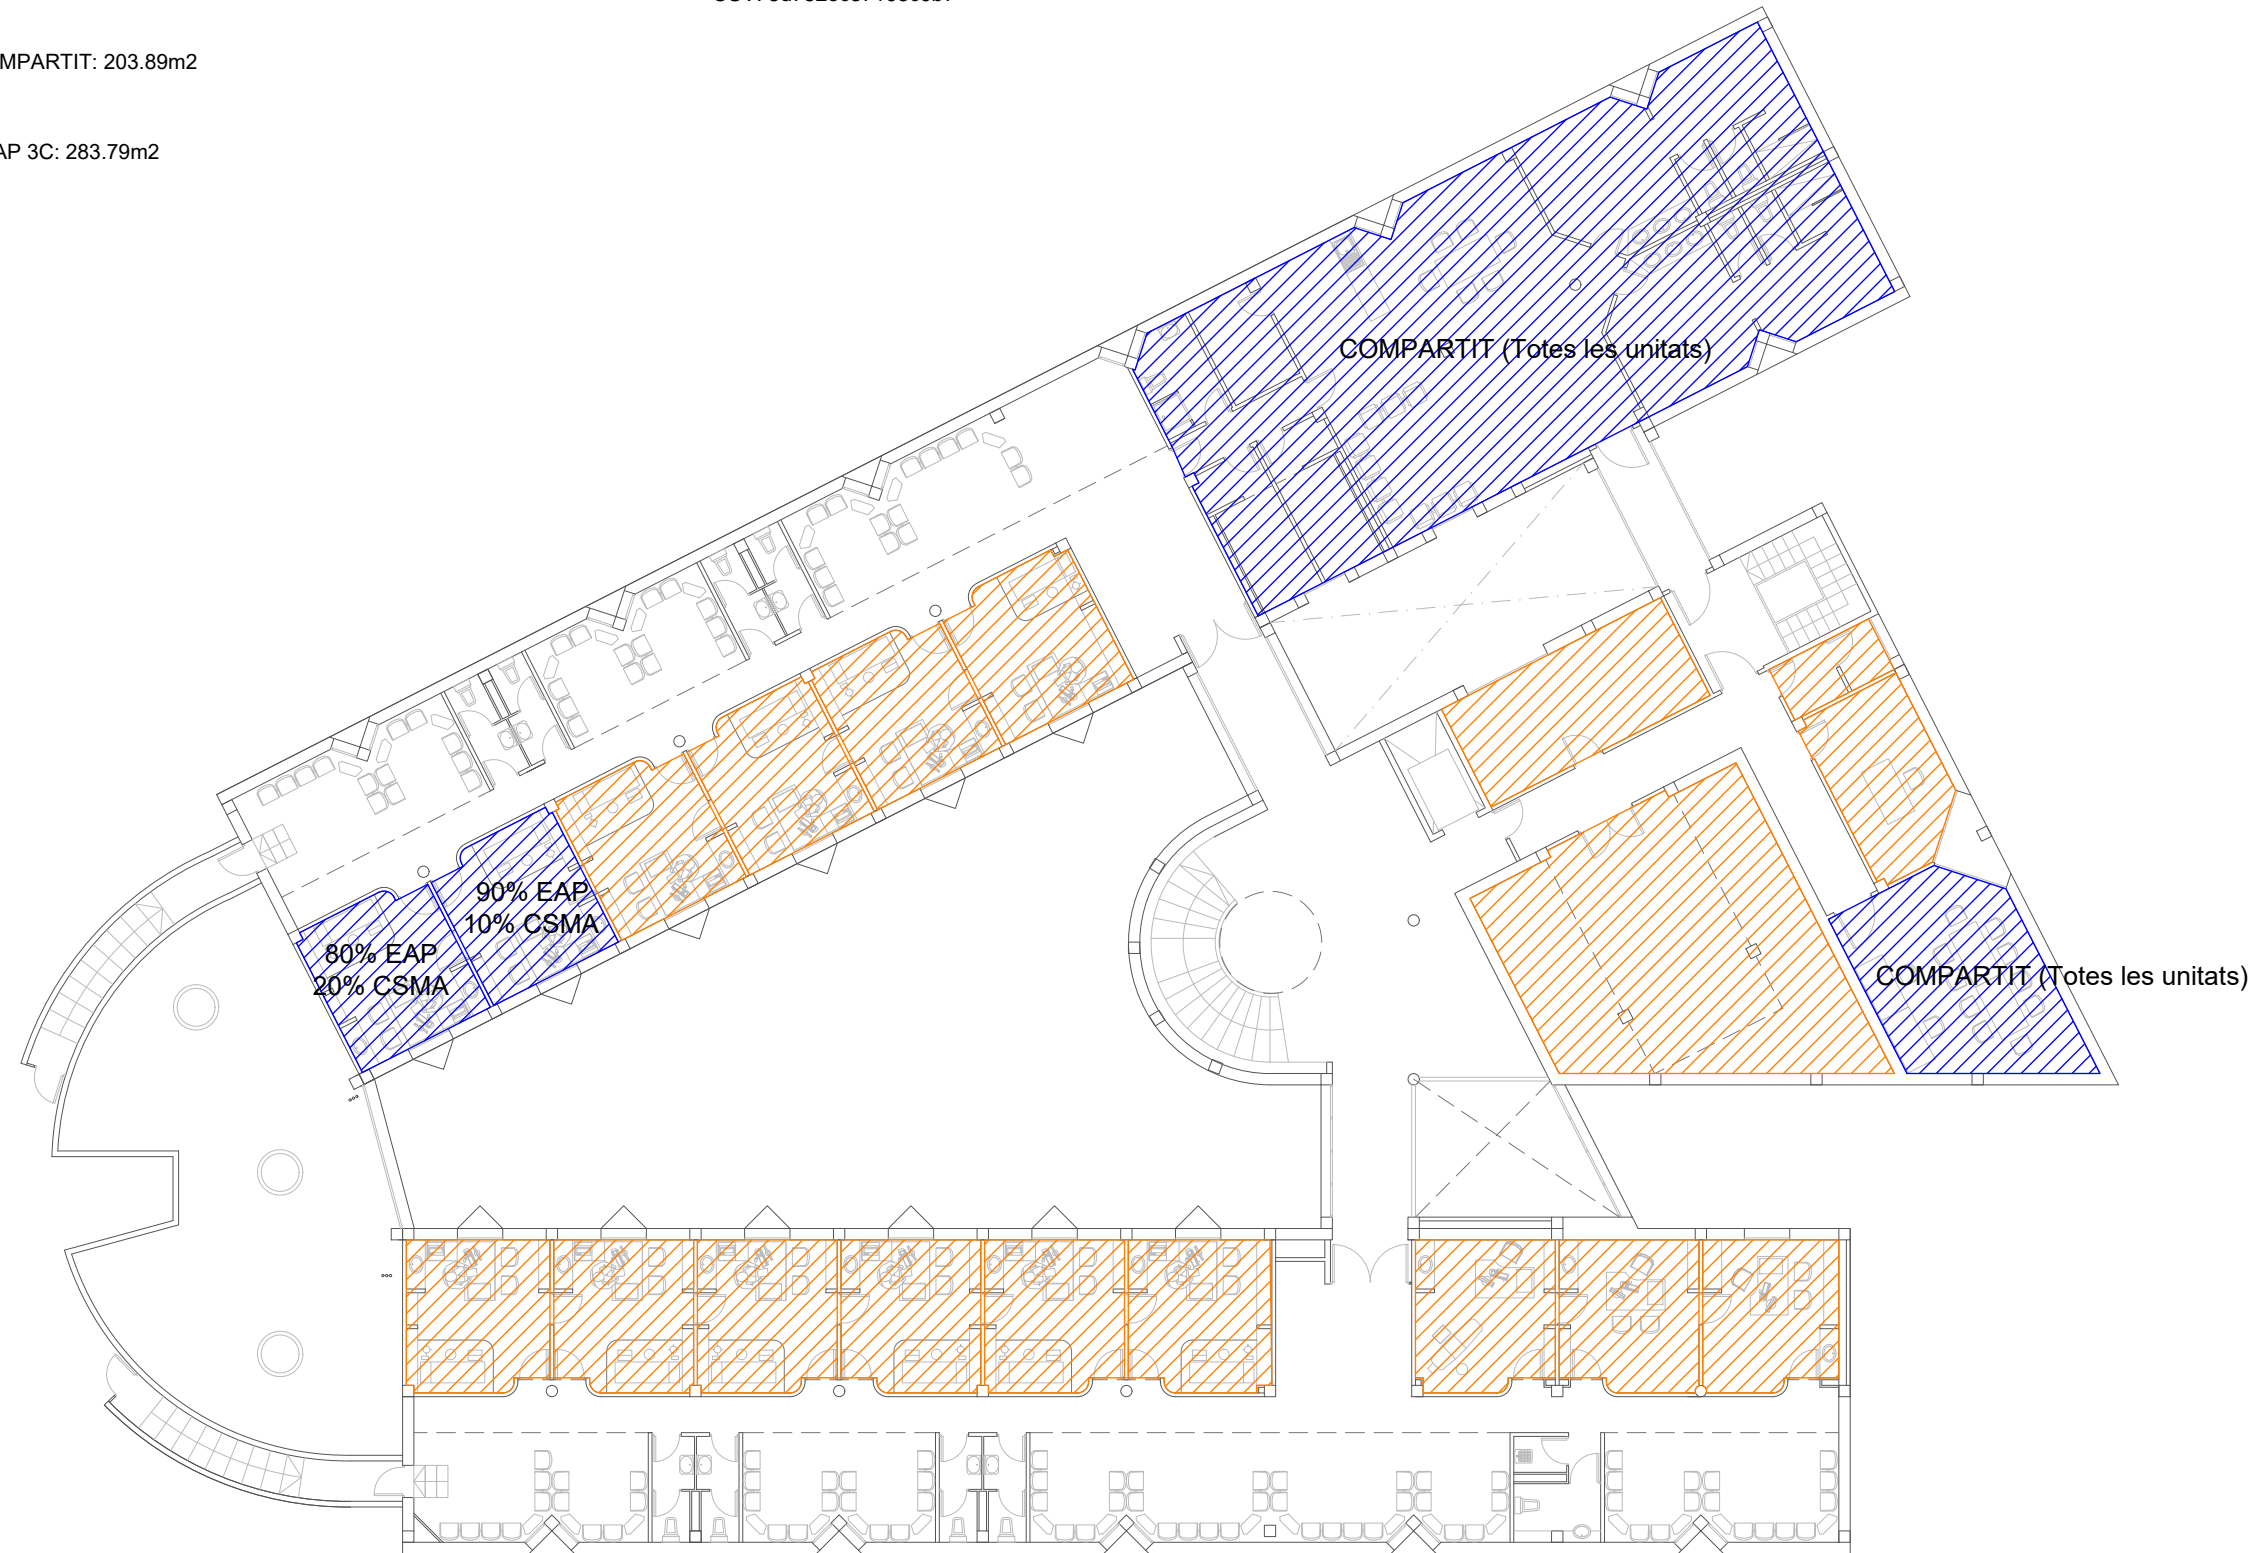 MPARTIT: 203.89m2
AP 3C: 283.79m2
COMPARTIT (Totes les unitats)
90% EAP
10% CSMA
80% EAP
20% CSMA
COMPARTIT (Totes les unitats)